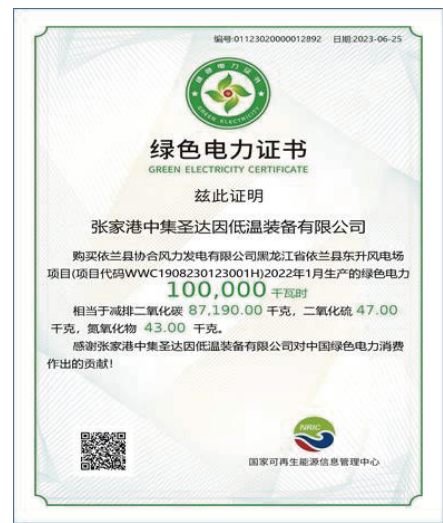 编号:01123020000012892 日期:2023-06-25
绿色电力证书
GREEN ELECTRICITY
绿色电力证书
GREEN ELECTRICITY CERTIFICATE
兹此证明
张家港中集圣达因低温装备有限公司
购买依兰县协合风力发电有限公司黑龙江省依兰县东升风电场
项目(项目代码WWC1908230123001H)2022年1月生产的绿色电力
100,000 千瓦时
相当于减排二氧化碳 87,190.00 千克，二氧化硫 47.00
千克，氮氧化物 43.00 千克。
感谢张家港中集圣达因低温装备有限公司对中国绿色电力消费
作出的贡献！
NRIC
国家可再生能源信息管理中心